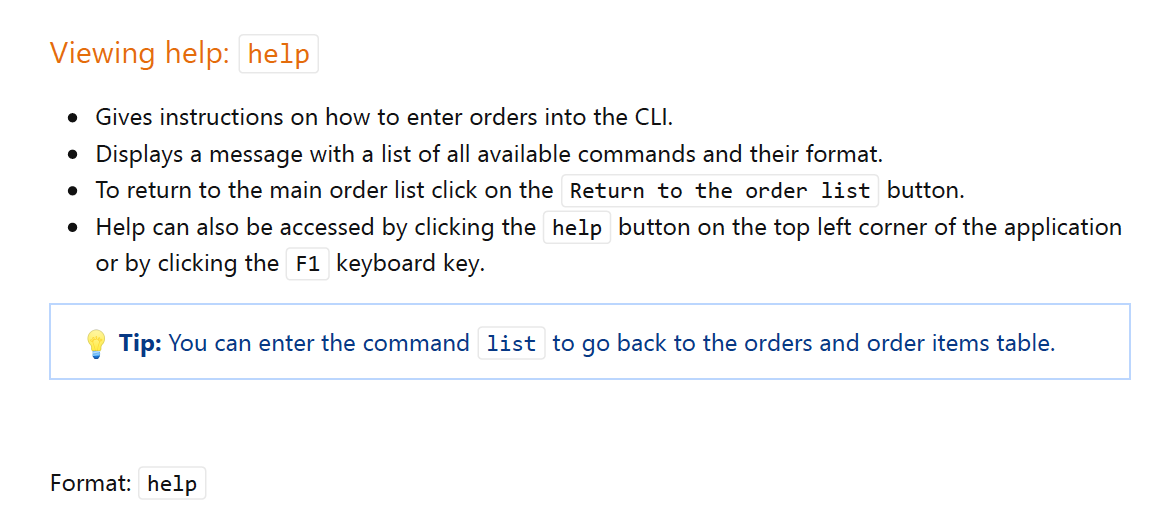 Viewing help: help
Gives instructions on how to enter orders into the CLI.
Displays a message with a list of all available commands and their format.
To return to the main order list click on the Return to the order list button.
Help can also be accessed by clicking the help button on the top left corner of the application
or by clicking the F1 keyboard key.
💡 Tip: You can enter the command list to go back to the orders and order items table.
Format: help